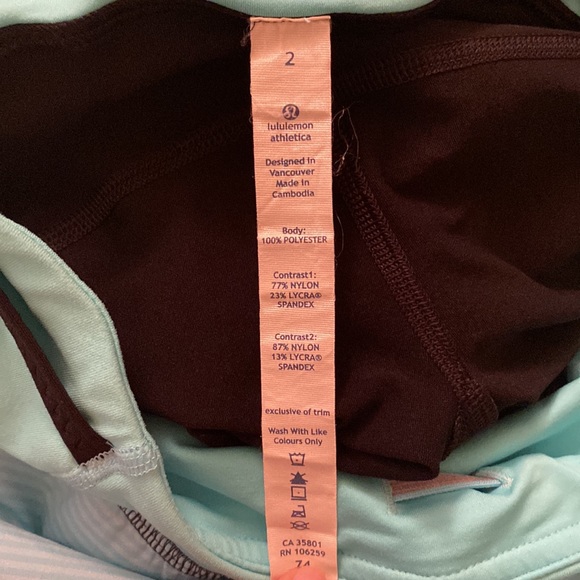 2
lululemon
athletica
Designed in
Vancouver
Made in
Cambodia
Body:
100% POLYESTER
Contrast1:
77% NYLON
23% LYCRA®
SPANDEX
Contrast2:
87% NYLON
13% LYCRA®
SPANDEX
exclusive of trim
Wash With Like
Colours Only
CA 35801
RN 106259